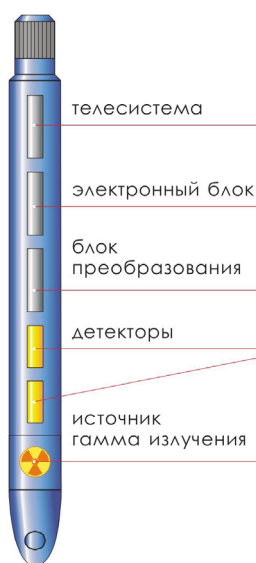 телесистема
электронный блок
блок
преобразования
детекторы
источник
гамма излучения